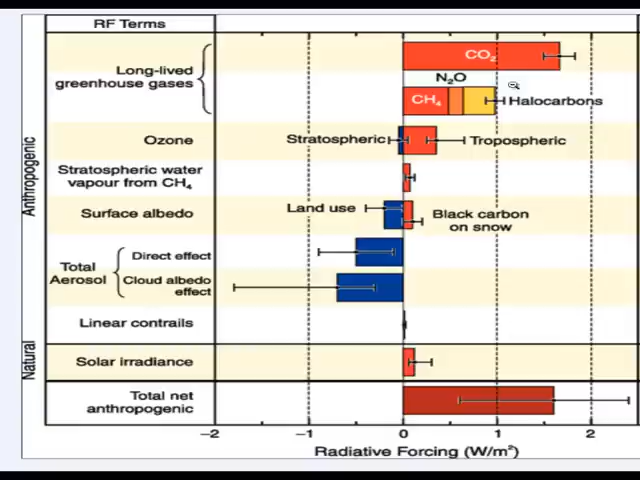 RF Terms
CO₂
Long-lived
greenhouse gases
N₂O
CH₄
Halocarbons
Anthropogenic
Ozone
Stratospheric
Tropospheric
Stratospheric water
vapour from CH₄
Surface albedo
Land use
Black carbon
on snow
Total
Aerosol
Direct effect
Cloud albedo
effect
Linear contrails
Natural
Solar irradiance
Total net
anthropogenic
−2 −1 0 1 2
Radiative Forcing (W/m²)